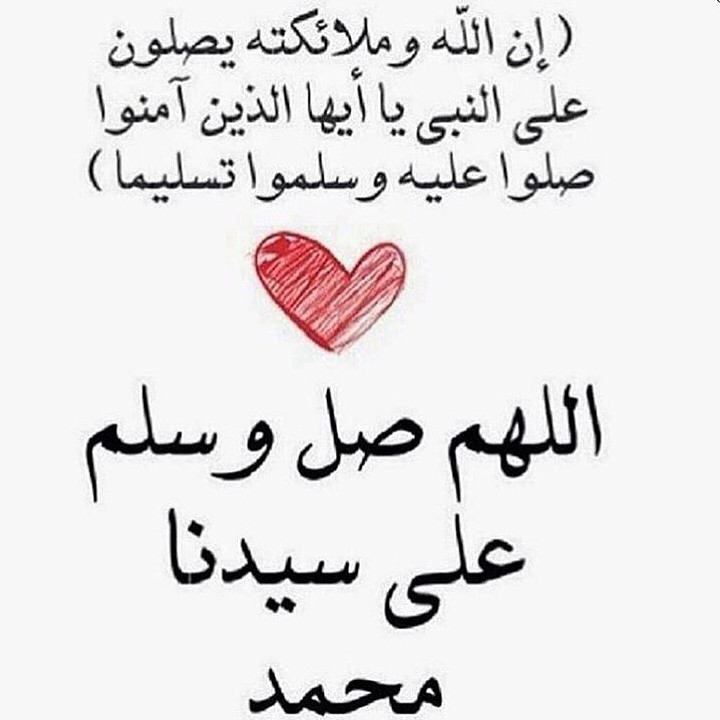 ( إن اللّه وملائكته يصلون
على النبى يا أيها الذين آمنوا
صلوا عليه وسلموا تسليما )
اللهم صل وسلم
على سيدنا
محمد